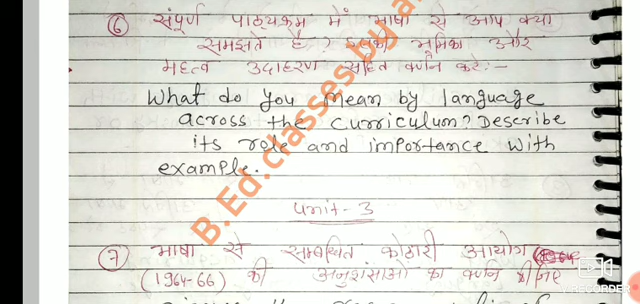 ⑥ संपूर्ण पाठ्यक्रम में भाषा से आप क्या
समझते है? इसकी भूमिका और
महत्व उदाहरण सहित वर्णन करे:-
What do you mean by language
across the curriculum? Describe
its role and importance with
example.
Unit-3
⑦ भाषा से सम्बंधित कोठारी आयोग
(1964-66) की अनुशंसाओ का वर्णन कीजिए
B.Ed.classes by
V RECORDER